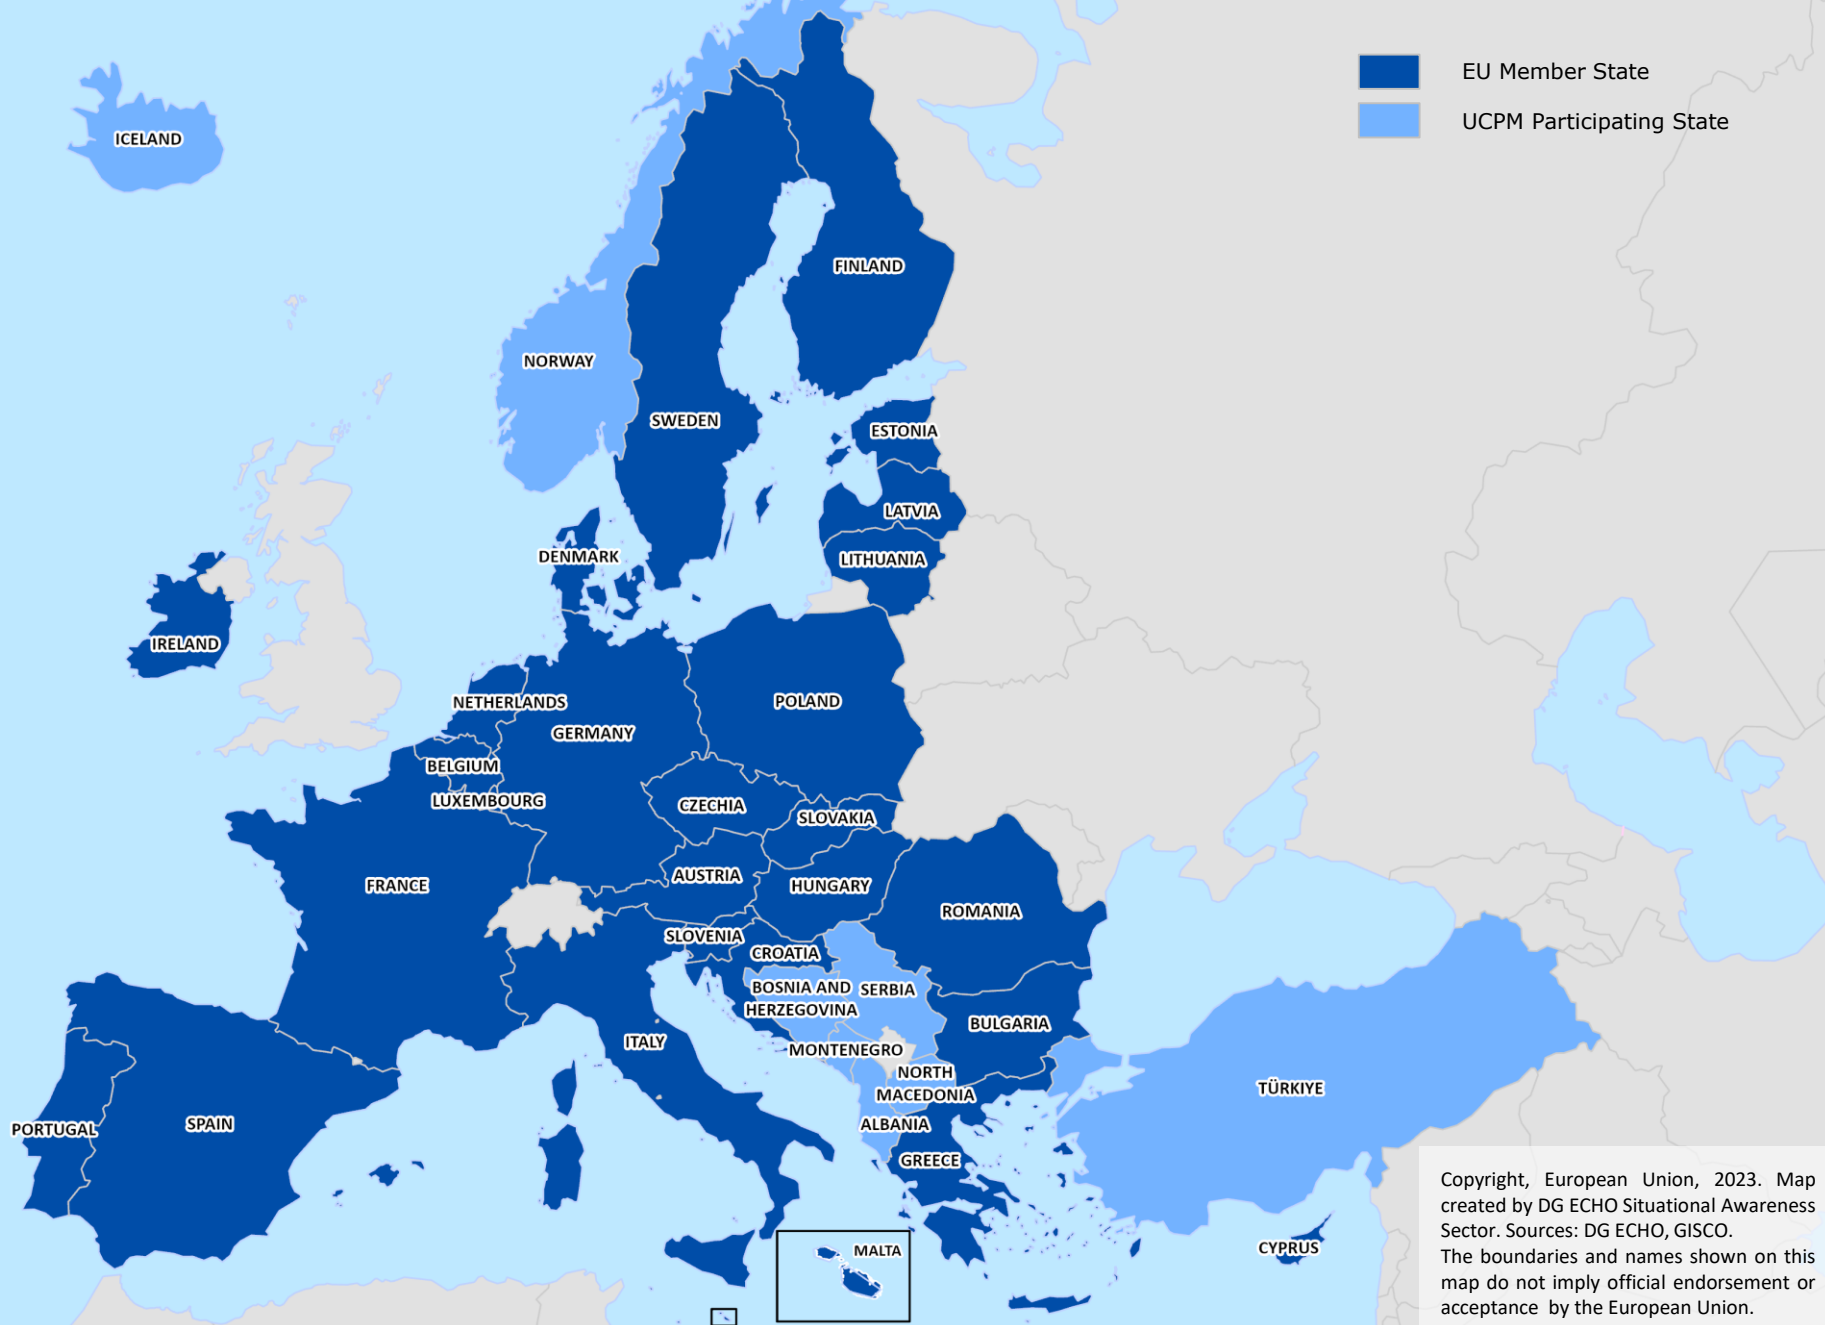 EU Member State
UCPM Participating State
ICELAND
FINLAND
NORWAY
SWEDEN
ESTONIA
LATVIA
DENMARK
LITHUANIA
IRELAND
NETHERLANDS
POLAND
GERMANY
BELGIUM
LUXEMBOURG
CZECHIA
SLOVAKIA
AUSTRIA
FRANCE
HUNGARY
ROMANIA
SLOVENIA
CROATIA
BOSNIA AND
HERZEGOVINA
SERBIA
BULGARIA
ITALY
MONTENEGRO
NORTH
MACEDONIA
TÜRKIYE
PORTUGAL
SPAIN
ALBANIA
GREECE
MALTA
CYPRUS
Copyright, European Union, 2023. Map
created by DG ECHO Situational Awareness
Sector. Sources: DG ECHO, GISCO.
The boundaries and names shown on this
map do not imply official endorsement or
acceptance by the European Union.